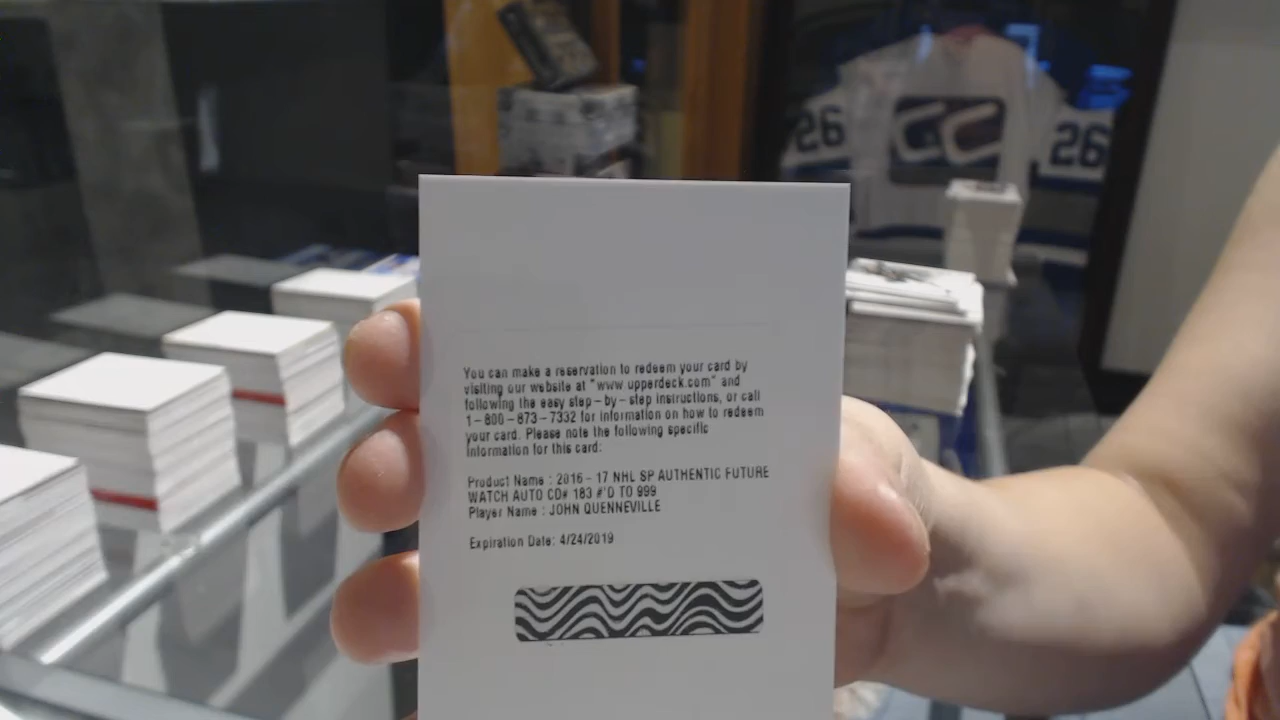 26
CC
26
You can make a reservation to redeem your card by
visiting our website at "www upperdeck.com" and
following the easy step - by - step instructions, or call
1 - 800 - 873 - 7332 for information on how to redeem
your card. Please note the following specific
information for this card:
Product Name : 2016 - 17 NHL SP AUTHENTIC FUTURE
WATCH AUTO CD# 183 #'D TO 999
Player Name : JOHN QUENNEVILLE
Expiration Date: 4/24/2019